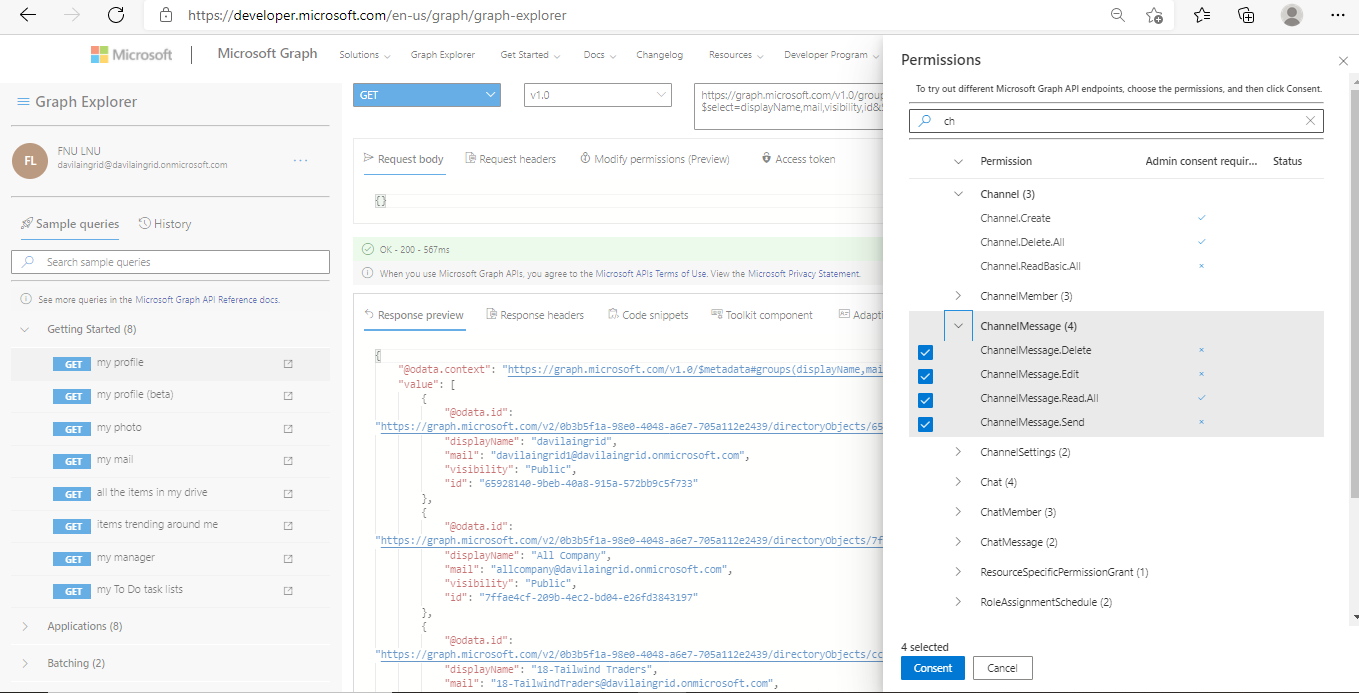 https://developer.microsoft.com/en-us/graph/graph-explorer
Microsoft
Microsoft Graph
Solutions
Graph Explorer
Get Started
Docs
Changelog
Resources
Developer Program
Graph Explorer
FL
FNU LNU
davilaingrid@davilaingrid.onmicrosoft.com
Sample queries
History
Search sample queries
See more queries in the Microsoft Graph API Reference docs.
Getting Started (8)
GET my profile
GET my profile (beta)
GET my photo
GET my mail
GET all the items in my drive
GET items trending around me
GET my manager
GET my To Do task lists
Applications (8)
Batching (2)
GET
v1.0
https://graph.microsoft.com/v1.0/group
$select=displayName,mail,visibility,id&$
Request body
Request headers
Modify permissions (Preview)
Access token
{}
OK - 200 - 567ms
When you use Microsoft Graph APIs, you agree to the Microsoft APIs Terms of Use. View the Microsoft Privacy Statement.
Response preview
Response headers
Code snippets
Toolkit component
Adapti
{
"@odata.context": "https://graph.microsoft.com/v1.0/$metadata#groups(displayName,mai
"value": [
{
"@odata.id":
"https://graph.microsoft.com/v2/0b3b5f1a-98e0-4048-a6e7-705a112e2439/directoryObjects/65
"displayName": "davilaingrid",
"mail": "davilaingrid1@davilaingrid.onmicrosoft.com",
"visibility": "Public",
"id": "65928140-9beb-40a8-915a-572bb9c5f733"
},
{
"@odata.id":
"https://graph.microsoft.com/v2/0b3b5f1a-98e0-4048-a6e7-705a112e2439/directoryObjects/7f
"displayName": "All Company",
"mail": "allcompany@davilaingrid.onmicrosoft.com",
"visibility": "Public",
"id": "7ffae4cf-209b-4ec2-bd04-e26fd3843197"
},
{
"@odata.id":
"https://graph.microsoft.com/v2/0b3b5f1a-98e0-4048-a6e7-705a112e2439/directoryObjects/cc
"displayName": "18-Tailwind Traders",
"mail": "18-TailwindTraders@davilaingrid.onmicrosoft.com",
Permissions
To try out different Microsoft Graph API endpoints, choose the permissions, and then click Consent.
ch
Permission Admin consent requir... Status
Channel (3)
Channel.Create
Channel.Delete.All
Channel.ReadBasic.All
ChannelMember (3)
ChannelMessage (4)
ChannelMessage.Delete
ChannelMessage.Edit
ChannelMessage.Read.All
ChannelMessage.Send
ChannelSettings (2)
Chat (4)
ChatMember (3)
ChatMessage (2)
ResourceSpecificPermissionGrant (1)
RoleAssignmentSchedule (2)
4 selected
Consent
Cancel